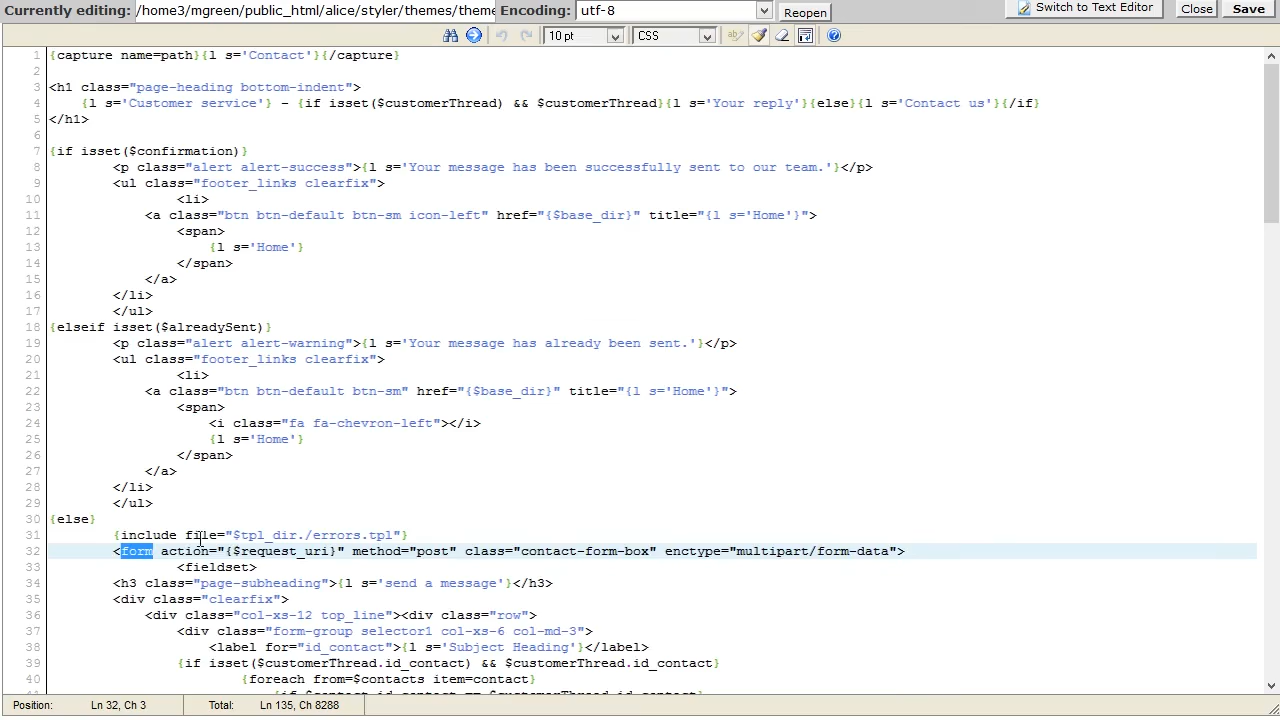 Currently editing: /home3/mgreen/public_html/alice/styler/themes/theme Encoding: utf-8 Reopen Switch to Text Editor Close Save
10 pt CSS
1 {capture name=path}{l s='Contact'}{/capture}
2
3 <h1 class="page-heading bottom-indent">
4 {l s='Customer service'} - {if isset($customerThread) && $customerThread}{l s='Your reply'}{else}{l s='Contact us'}{/if}
5 </h1>
6
7 {if isset($confirmation)}
8 <p class="alert alert-success">{l s='Your message has been successfully sent to our team.'}</p>
9 <ul class="footer_links clearfix">
10 <li>
11 <a class="btn btn-default btn-sm icon-left" href="{$base_dir}" title="{l s='Home'}">
12 <span>
13 {l s='Home'}
14 </span>
15 </a>
16 </li>
17 </ul>
18 {elseif isset($alreadySent)}
19 <p class="alert alert-warning">{l s='Your message has already been sent.'}</p>
20 <ul class="footer_links clearfix">
21 <li>
22 <a class="btn btn-default btn-sm" href="{$base_dir}" title="{l s='Home'}">
23 <span>
24 <i class="fa fa-chevron-left"></i>
25 {l s='Home'}
26 </span>
27 </a>
28 </li>
29 </ul>
30 {else}
31 {include file="$tpl_dir./errors.tpl"}
32 <form action="{$request_uri}" method="post" class="contact-form-box" enctype="multipart/form-data">
33 <fieldset>
34 <h3 class="page-subheading">{l s='send a message'}</h3>
35 <div class="clearfix">
36 <div class="col-xs-12 top_line"><div class="row">
37 <div class="form-group selector1 col-xs-6 col-md-3">
38 <label for="id_contact">{l s='Subject Heading'}</label>
39 {if isset($customerThread.id_contact) && $customerThread.id_contact}
40 {foreach from=$contacts item=contact}
41 {if $contact.id_contact == $customerThread.id_contact}
Position: Ln 32, Ch 3 Total: Ln 135, Ch 8288